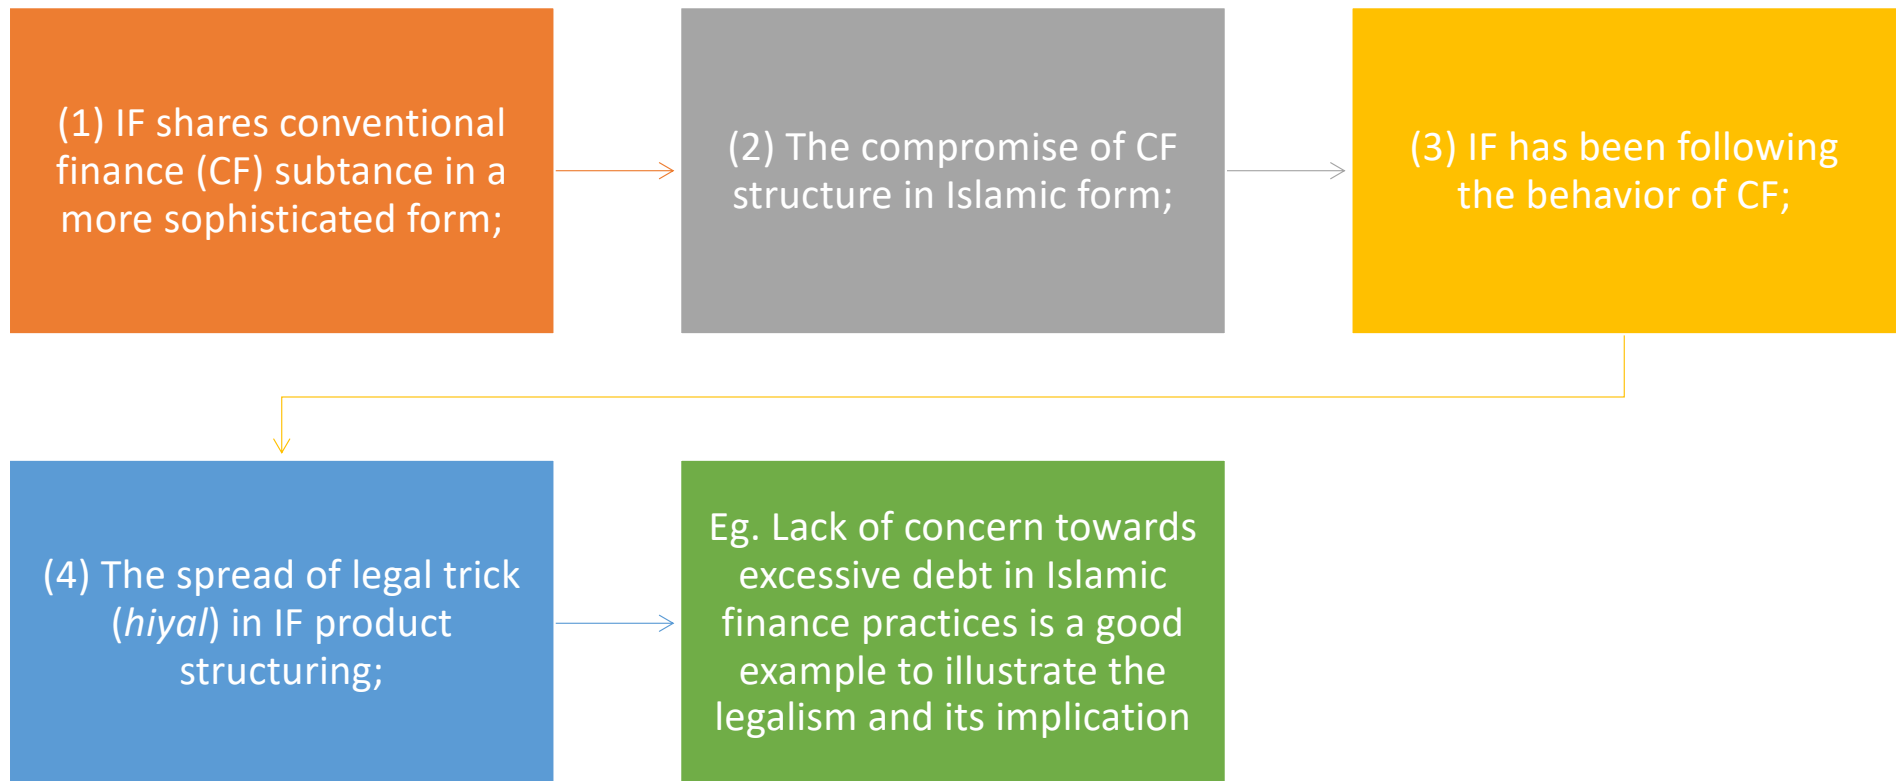 (1) IF shares conventional
finance (CF) subtance in a
more sophisticated form;
(2) The compromise of CF
structure in Islamic form;
(3) IF has been following
the behavior of CF;
(4) The spread of legal trick
(hiyal) in IF product
structuring;
Eg. Lack of concern towards
excessive debt in Islamic
finance practices is a good
example to illustrate the
legalism and its implication